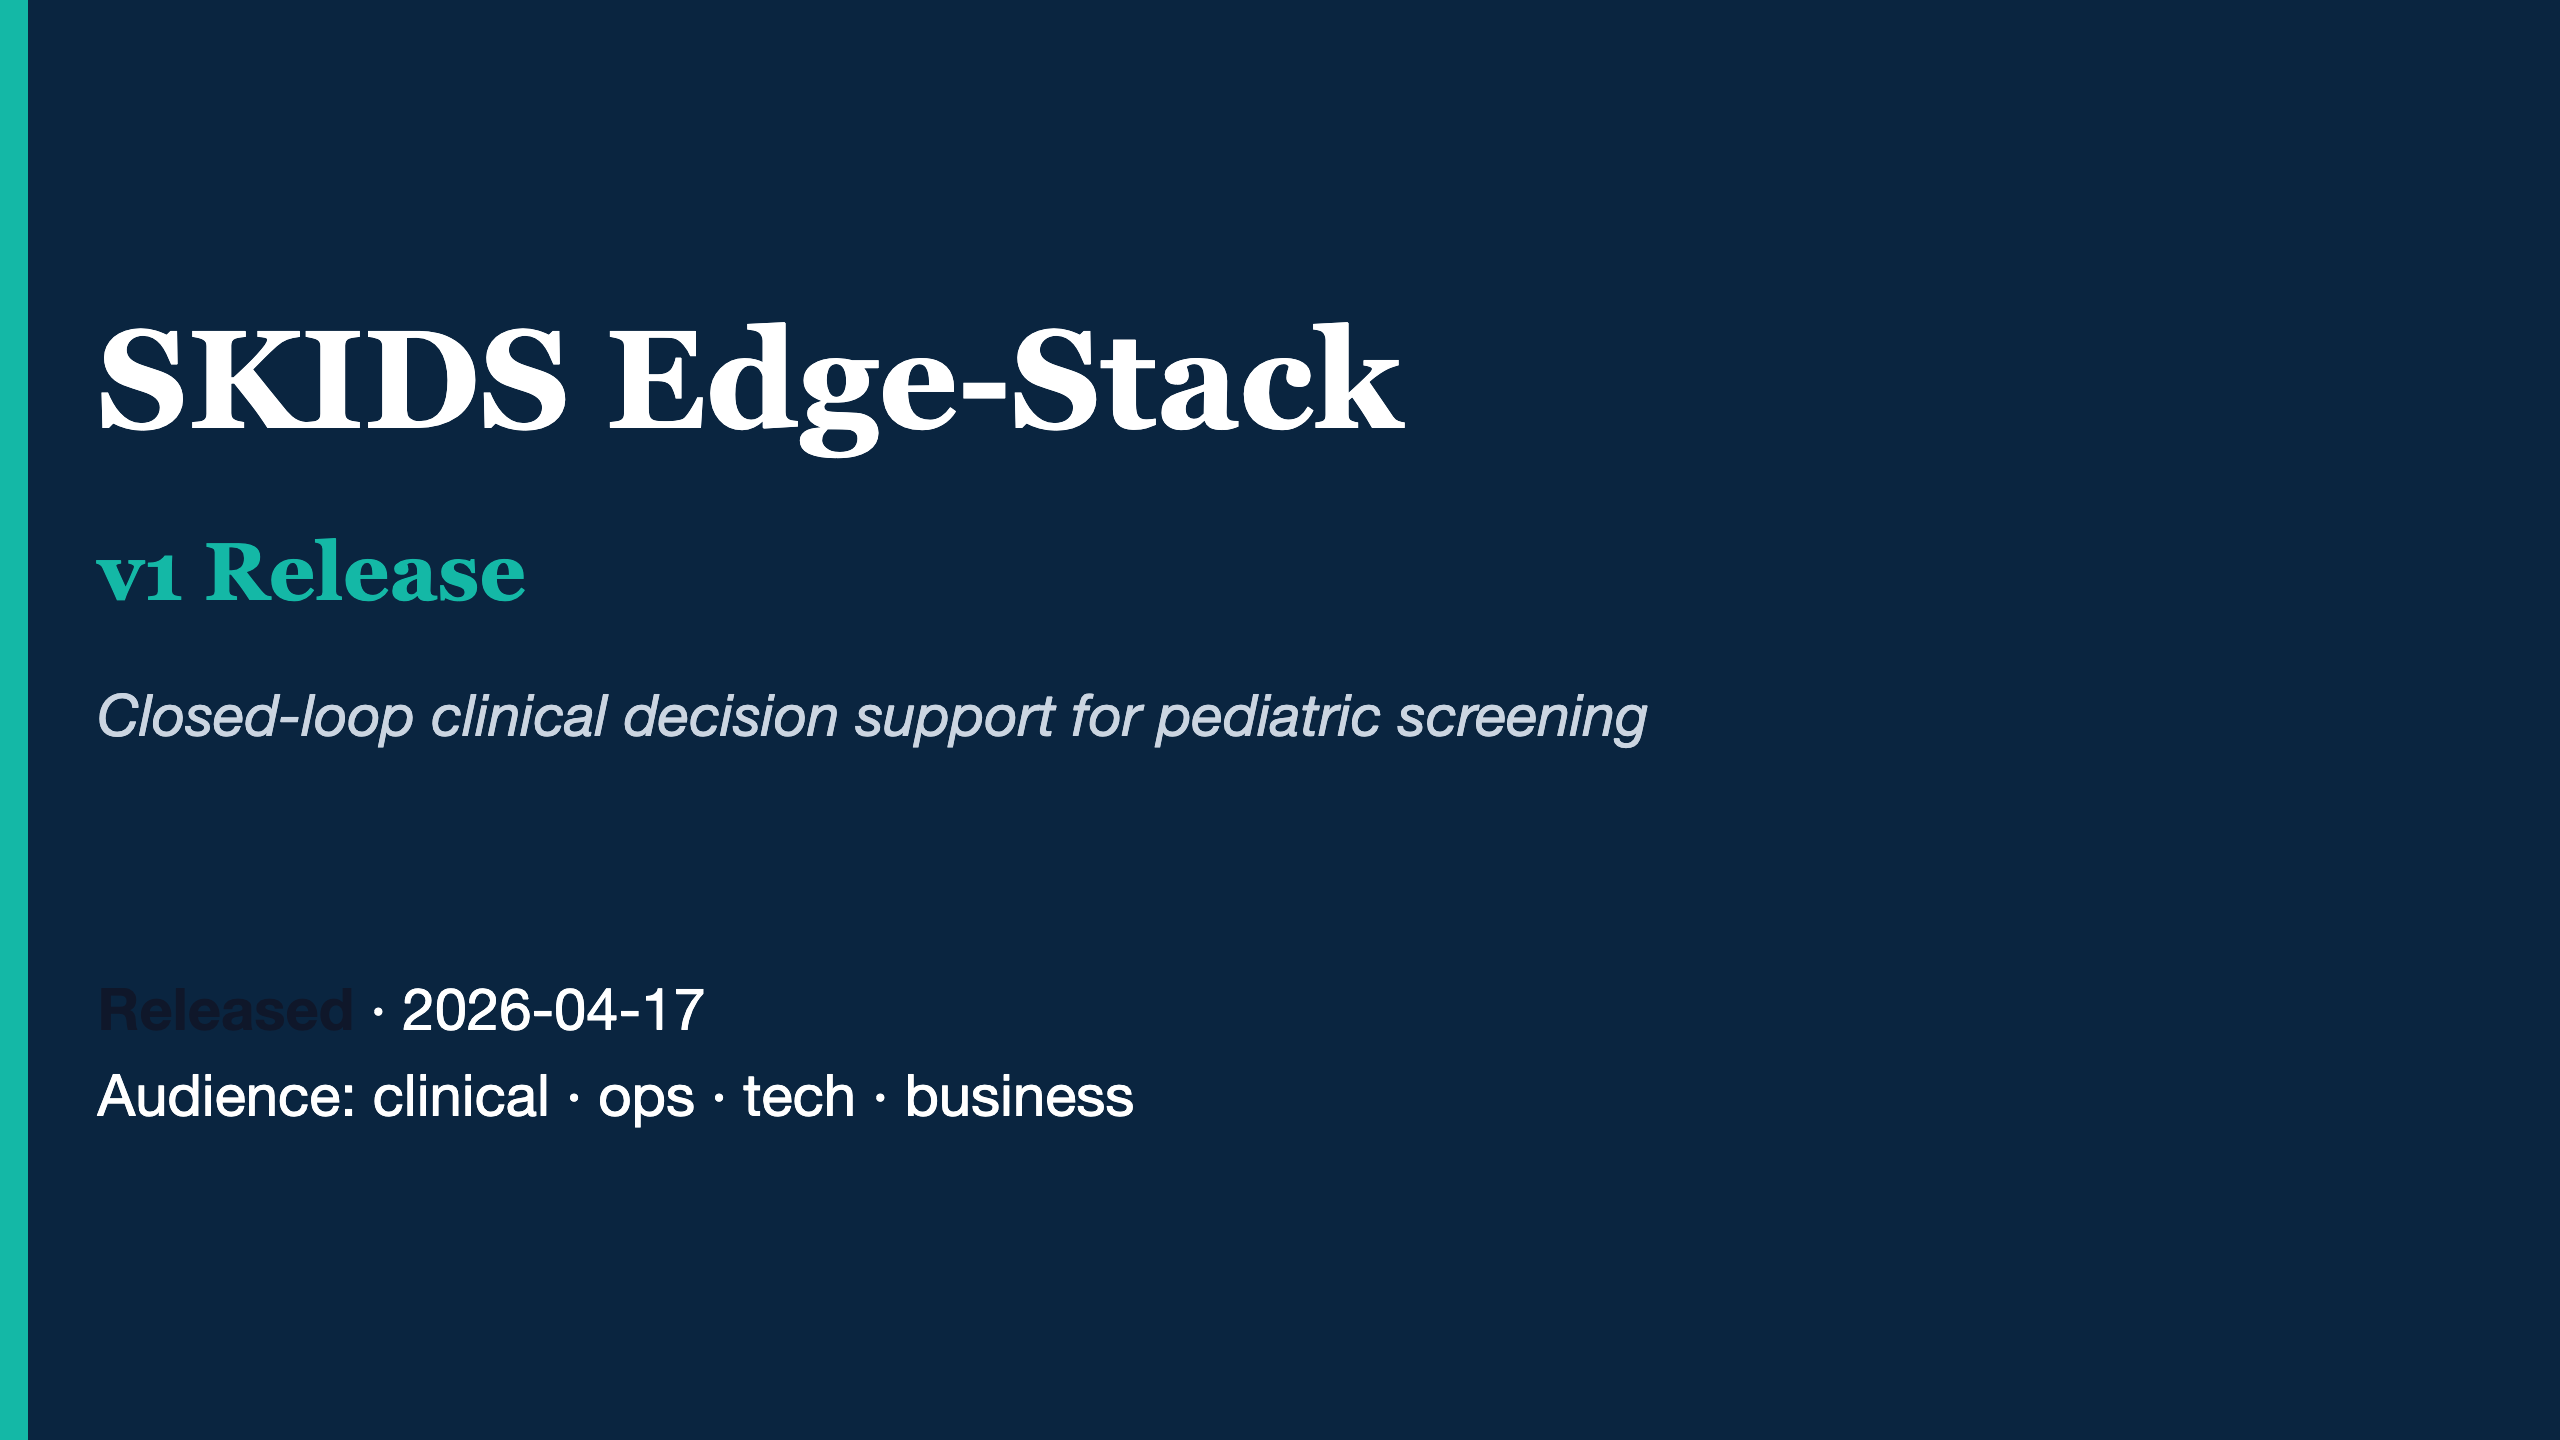 SKIDS Edge-Stack
v1 Release
Closed-loop clinical decision support for pediatric screening
Released · 2026-04-17
Audience: clinical · ops · tech · business